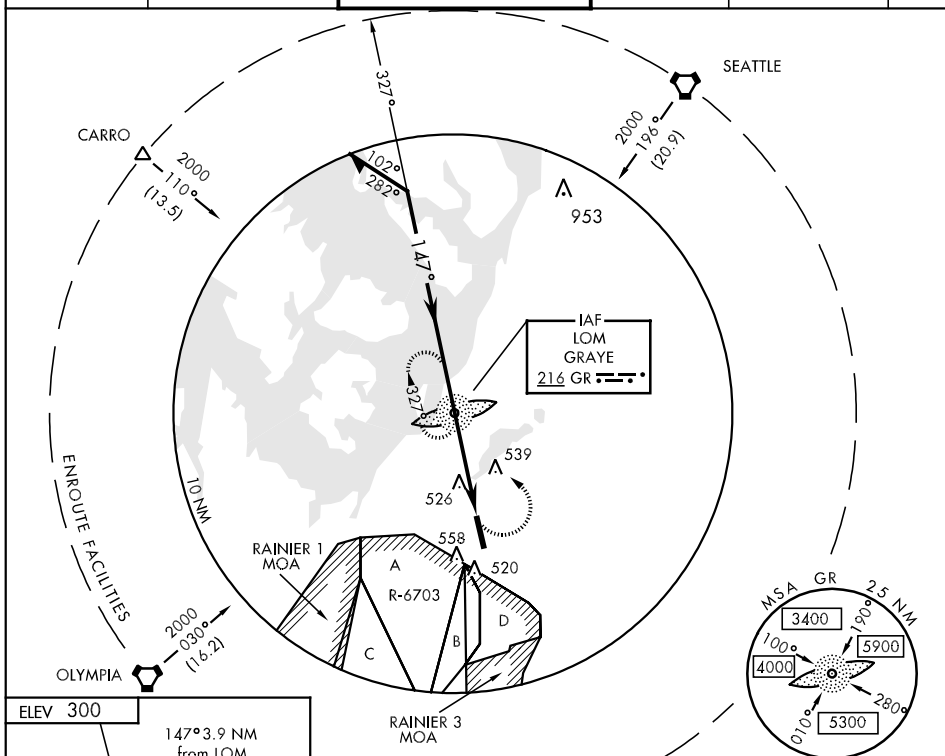 SEATTLE
327°
2000
196°
(20.9)
CARRO
2000
110°
(13.5)
102°
282°
953
147°
IAF
LOM
GRAYE
216 GR
327°
539
526
10 NM
ENROUTE FACILITIES
558
520
RAINIER 1
MOA
A
R-6703
B
C
D
2000
030°
(16.2)
OLYMPIA
RAINIER 3
MOA
MSA GR 25 NM
3400
190°
100°
5900
4000
280°
010°
5300
ELEV 300
147° 3.9 NM
from LOM